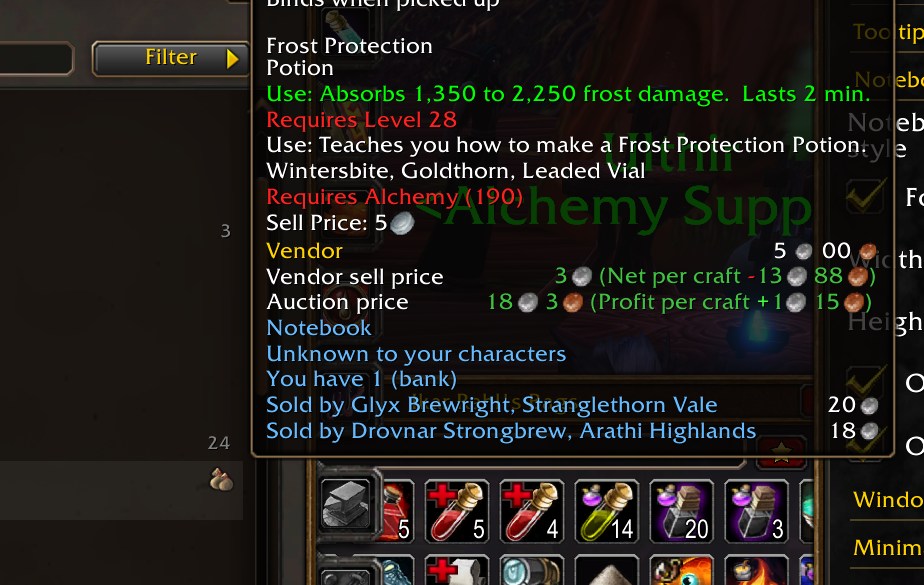 Binds when picked up
Filter
Frost Protection
Potion
Use: Absorbs 1,350 to 2,250 frost damage. Lasts 2 min.
Requires Level 28
Use: Teaches you how to make a Frost Protection Potion.
Wintersbite, Goldthorn, Leaded Vial
Requires Alchemy (190)
<Alchemy Supp
Sell Price: 5
Vendor 5 00
Vendor sell price 3 (Net per craft -13 88)
Auction price 18 3 (Profit per craft +1 15)
Notebook
Unknown to your characters
You have 1 (bank)
Sold by Glyx Brewright, Stranglethorn Vale 20
Sold by Drovnar Strongbrew, Arathi Highlands 18
3
24
5
5
4
14
20
3
Tooltip
Noteb
Noteb
style
Fo
Width
Heigh
O
O
Windo
Minim